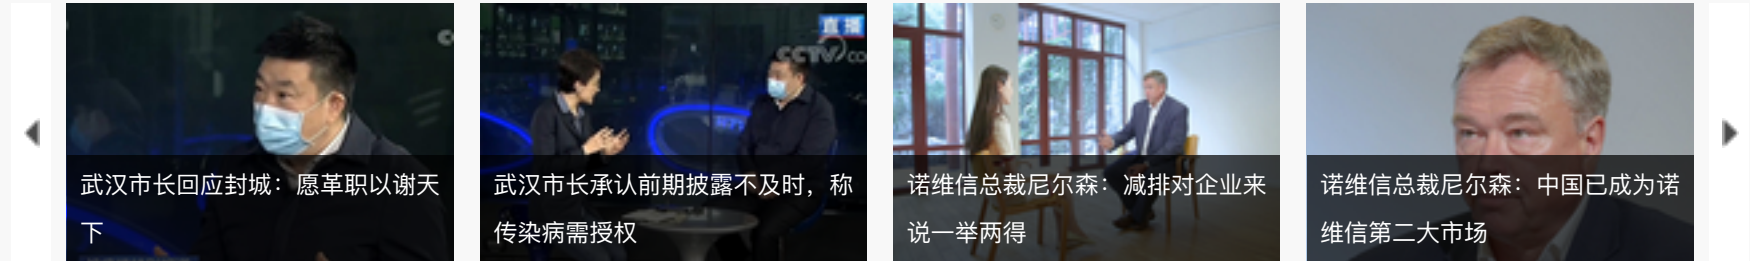 直播
CCTV.co
武汉市长回应封城：愿革职以谢天
下
武汉市长承认前期披露不及时，称
传染病需授权
诺维信总裁尼尔森：减排对企业来
说一举两得
诺维信总裁尼尔森：中国已成为诺
维信第二大市场